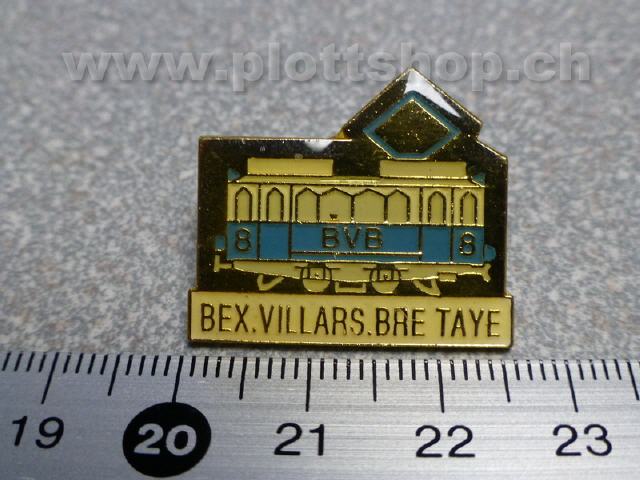 www.plottshop.ch
8 BVB 8
BEX.VILLARS.BRE TAYE
19 20 21 22 23